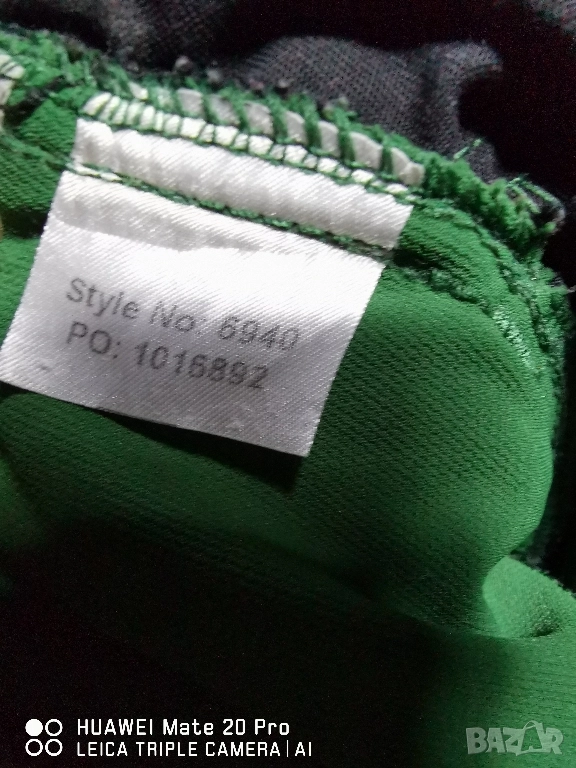 Style No: 6940
PO: 1016892
HUAWEI Mate 20 Pro
LEICA TRIPLE CAMERA | AI
BAZAR